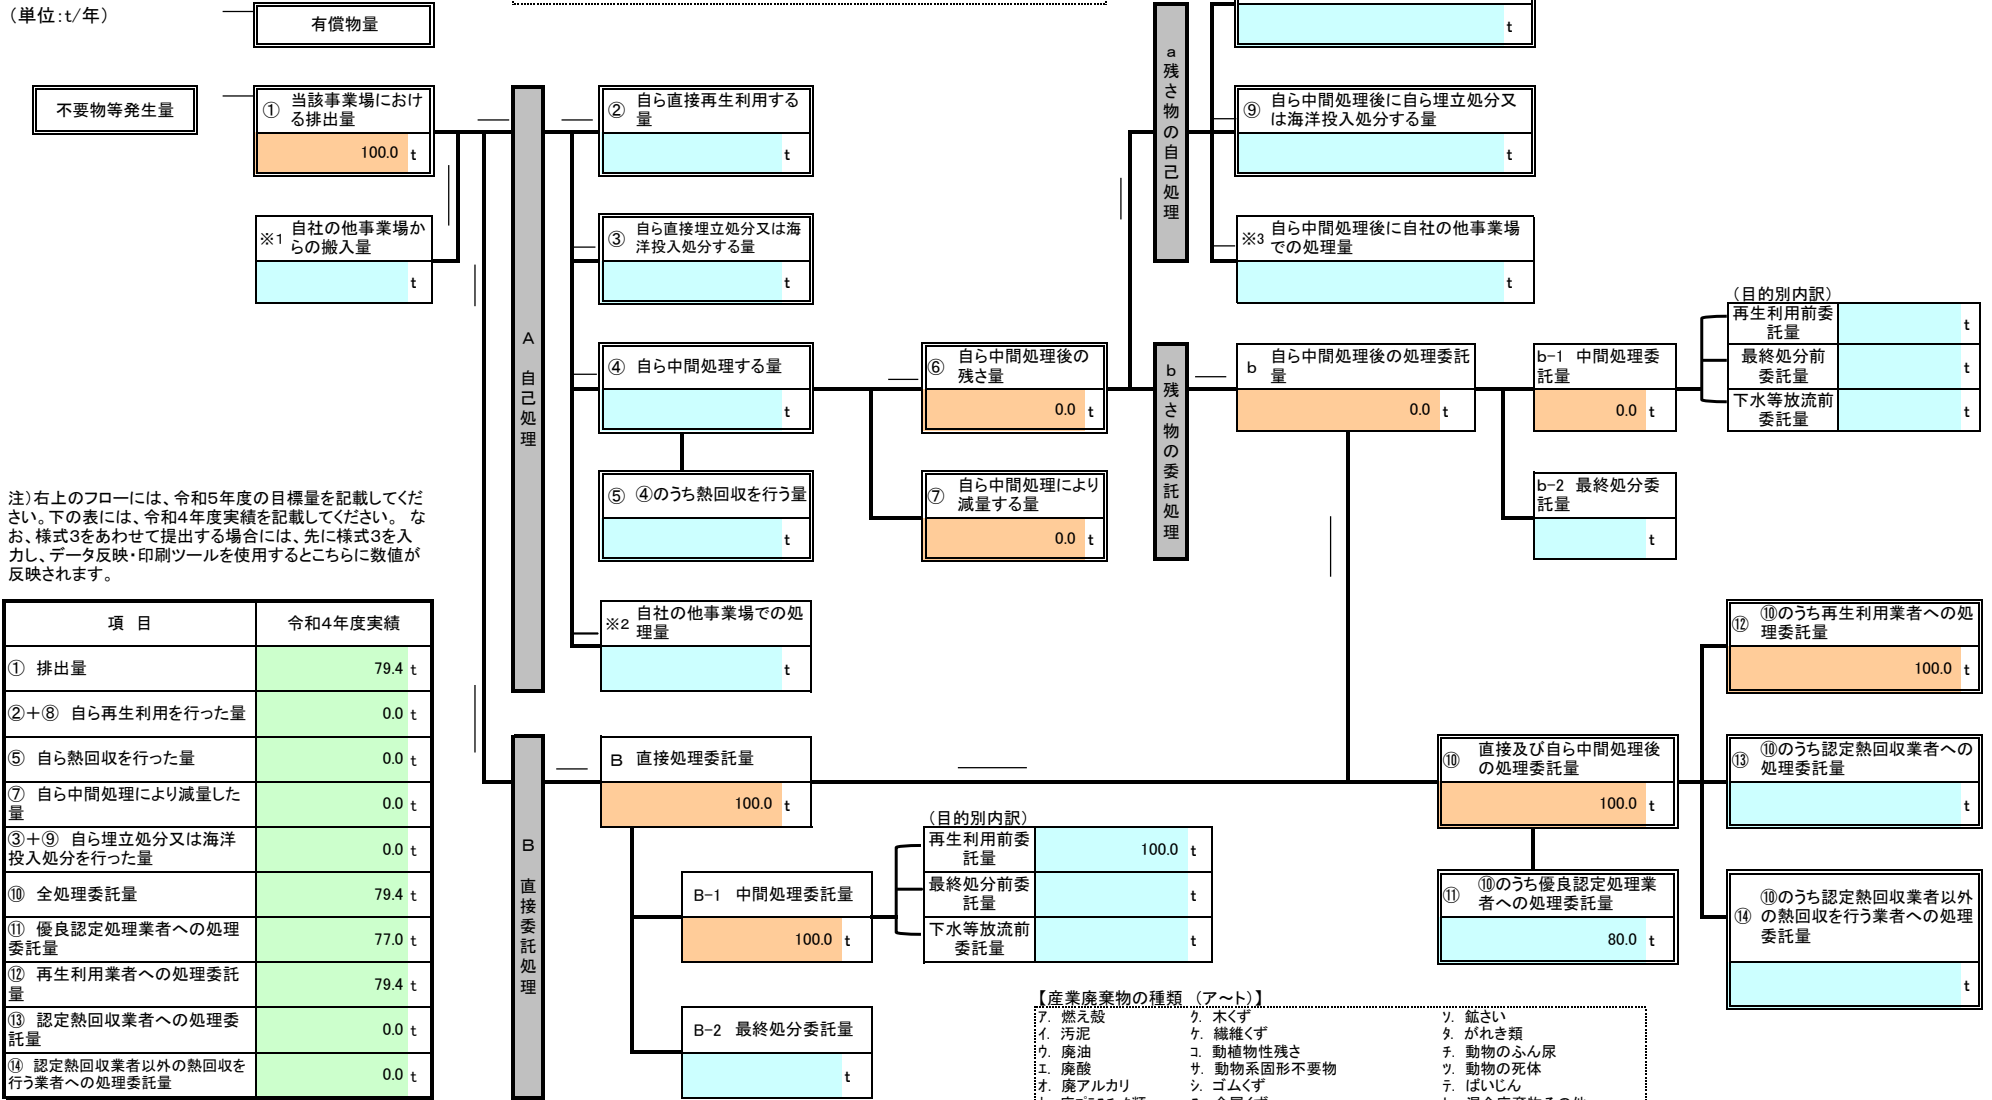 (単位:t/年)
有償物量
t
不要物等発生量
① 当該事業場におけ
る排出量
100.0 t
※1 自社の他事業場か
らの搬入量
t
A 自己処理
② 自ら直接再生利用する
量
t
③ 自ら直接埋立処分又は海
洋投入処分する量
t
④ 自ら中間処理する量
t
⑤ ④のうち熱回収を行う量
t
※2 自社の他事業場での処
理量
t
⑥ 自ら中間処理後の
残さ量
0.0 t
⑦ 自ら中間処理により
減量する量
0.0 t
a残さ物の自己処理
⑨ 自ら中間処理後に自ら埋立処分又
は海洋投入処分する量
t
※3 自ら中間処理後に自社の他事業場
での処理量
t
b残さ物の委託処理
b 自ら中間処理後の処理委託
量
0.0 t
b-1 中間処理委
託量
0.0 t
(目的別内訳)
再生利用前委
託量
t
最終処分前
委託量
t
下水等放流前
委託量
t
b-2 最終処分委
託量
t
注)右上のフローには、令和5年度の目標量を記載してくだ
さい。下の表には、令和4年度実績を記載してください。 な
お、様式3をあわせて提出する場合には、先に様式3を入
力し、データ反映・印刷ツールを使用するとこちらに数値が
反映されます。
項 目 令和4年度実績
① 排出量 79.4 t
②+⑧ 自ら再生利用を行った量 0.0 t
⑤ 自ら熱回収を行った量 0.0 t
⑦ 自ら中間処理により減量した
量 0.0 t
③+⑨ 自ら埋立処分又は海洋
投入処分を行った量 0.0 t
⑩ 全処理委託量 79.4 t
⑪ 優良認定処理業者への処理
委託量 77.0 t
⑫ 再生利用業者への処理委託
量 79.4 t
⑬ 認定熱回収業者への処理委
託量 0.0 t
⑭ 認定熱回収業者以外の熱回収を
行う業者への処理委託量 0.0 t
B 直接委託処理
B 直接処理委託量
100.0 t
B-1 中間処理委託量
100.0 t
(目的別内訳)
再生利用前委
託量
100.0 t
最終処分前委
託量
t
下水等放流前
委託量
t
B-2 最終処分委託量
t
⑩ 直接及び自ら中間処理後
の処理委託量
100.0 t
⑪ ⑩のうち優良認定処理業
者への処理委託量
80.0 t
⑫ ⑩のうち再生利用業者への処
理委託量
100.0 t
⑬ ⑩のうち認定熱回収業者への
処理委託量
t
⑭ ⑩のうち認定熱回収業者以外
の熱回収を行う業者への処理
委託量
t
【産業廃棄物の種類 (ア~ト)】
ア. 燃え殻 ク. 木くず ソ. 鉱さい
イ. 汚泥 ケ. 繊維くず タ. がれき類
ウ. 廃油 コ. 動植物性残さ チ. 動物のふん尿
エ. 廃酸 サ. 動物系固形不要物 ツ. 動物の死体
オ. 廃アルカリ シ. ゴムくず テ. ばいじん